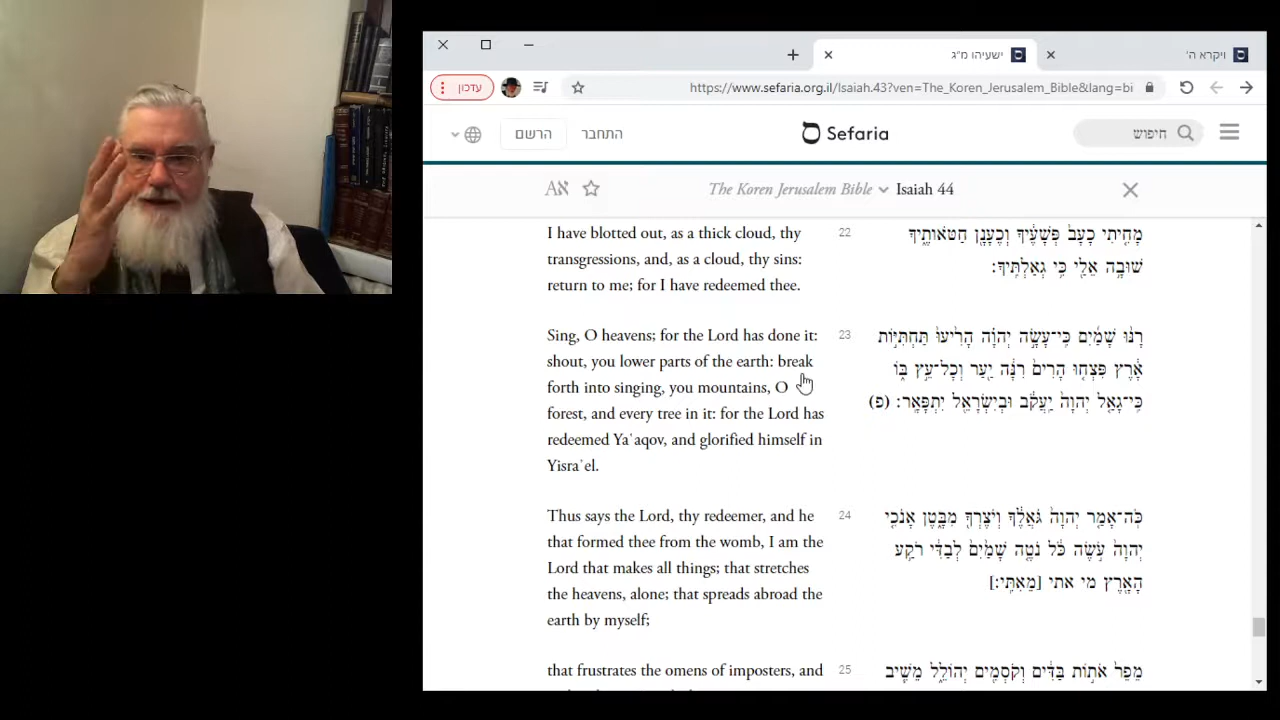 ישעיהו מ״ג
ויקרא ה׳
עדכון
https://www.sefaria.org.il/Isaiah.43?ven=The_Koren_Jerusalem_Bible&lang=bi
הרשם
התחבר
Sefaria
חיפוש
Aא
The Koren Jerusalem Bible
Isaiah 44
I have blotted out, as a thick cloud, thy
transgressions, and, as a cloud, thy sins:
return to me; for I have redeemed thee.
22
מָחִ֤יתִי כָעָב֙ פְּשָׁעֶ֔יךָ וְכֶעָנָ֖ן חַטֹּאותֶ֑יךָ
שׁוּבָ֥ה אֵלַ֖י כִּ֥י גְאַלְתִּֽיךָ׃
Sing, O heavens; for the Lord has done it:
shout, you lower parts of the earth: break
forth into singing, you mountains, O
forest, and every tree in it: for the Lord has
redeemed Ya῾aqov, and glorified himself in
Yisra᾽el.
23
רָנּ֨וּ שָׁמַ֜יִם כִּֽי־עָשָׂ֣ה יְהוָ֗ה הָרִ֙יעוּ֙ תַּחְתִּיּ֣וֹת
אָ֔רֶץ פִּצְח֤וּ הָרִים֙ רִנָּ֔ה יַ֖עַר וְכָל־עֵ֣ץ בּ֑וֹ
כִּֽי־גָאַ֤ל יְהוָה֙ יַֽעֲקֹ֔ב וּבְיִשְׂרָאֵ֖ל יִתְפָּאָֽר׃ (פ)
Thus says the Lord, thy redeemer, and he
that formed thee from the womb, I am the
Lord that makes all things; that stretches
the heavens, alone; that spreads abroad the
earth by myself;
24
כֹּֽה־אָמַ֤ר יְהוָה֙ גֹּאֲלֶ֔ךָ וְיֹצֶרְךָ֖ מִבָּ֑טֶן אָנֹכִ֤י
יְהוָה֙ עֹ֣שֶׂה כֹּ֔ל נֹטֶ֤ה שָׁמַ֙יִם֙ לְבַדִּ֔י רֹקַ֥ע
הָאָ֖רֶץ מי אתי [מֵאִתִּֽי׃]
that frustrates the omens of imposters, and
25
מֵפֵר֙ אֹת֣וֹת בַּדִּ֔ים וְקֹסְמִ֖ים יְהוֹלֵ֑ל מֵשִׁ֧יב